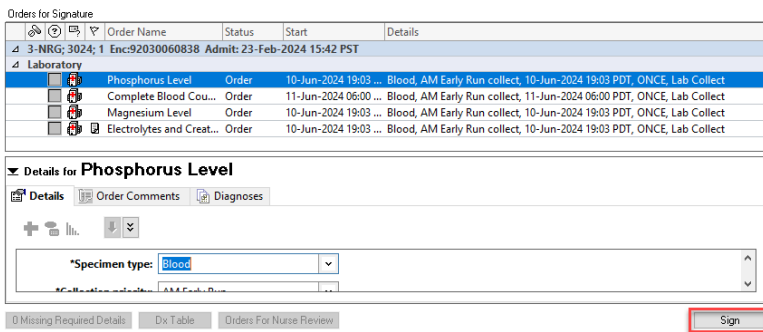 Orders for Signature
Order Name Status Start Details
3-NRG; 3024; 1 Enc:92030060838 Admit: 23-Feb-2024 15:42 PST
Laboratory
Phosphorus Level Order 10-Jun-2024 19:03 ... Blood, AM Early Run collect, 10-Jun-2024 19:03 PDT, ONCE, Lab Collect
Complete Blood Cou... Order 11-Jun-2024 06:00 ... Blood, AM Early Run collect, 11-Jun-2024 06:00 PDT, ONCE, Lab Collect
Magnesium Level Order 10-Jun-2024 19:03 ... Blood, AM Early Run collect, 10-Jun-2024 19:03 PDT, ONCE, Lab Collect
Electrolytes and Creat... Order 10-Jun-2024 19:03 ... Blood, AM Early Run collect, 10-Jun-2024 19:03 PDT, ONCE, Lab Collect
Details for Phosphorus Level
Details Order Comments Diagnoses
*Specimen type: Blood
*Collection priority: AM Early Run
0 Missing Required Details Dx Table Orders For Nurse Review Sign